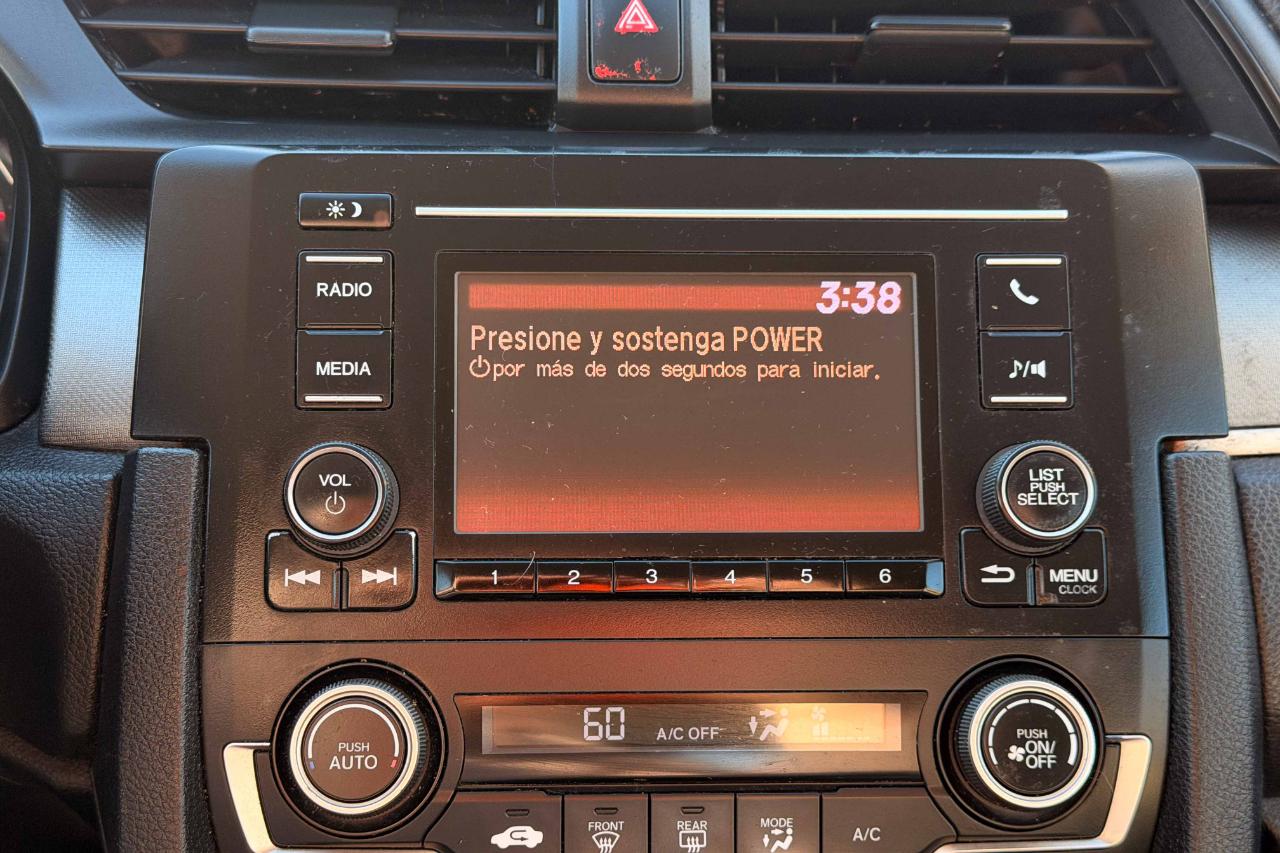 3:38
Presione y sostenga POWER
por más de dos segundos para iniciar.
RADIO
MEDIA
VOL
LIST
PUSH
SELECT
1 2 3 4 5 6
MENU
CLOCK
60 A/C OFF
PUSH
AUTO
PUSH
ON/
OFF
FRONT REAR MODE A/C